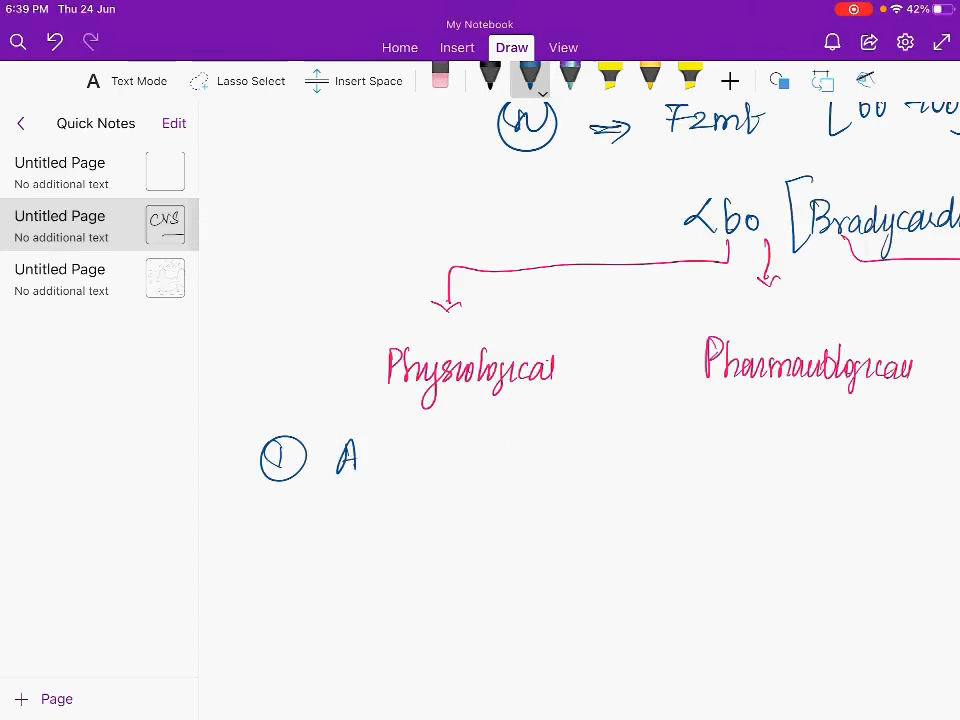 6:39 PM Thu 24 Jun 42%
My Notebook
Home Insert Draw View
Text Mode Lasso Select Insert Space
Quick Notes Edit
Untitled Page
No additional text
Untitled Page
No additional text
CNS
Untitled Page
No additional text
N ⇒ 72mb [60
<60 [Bradycard
Physiological Pharmacological
① A
+ Page